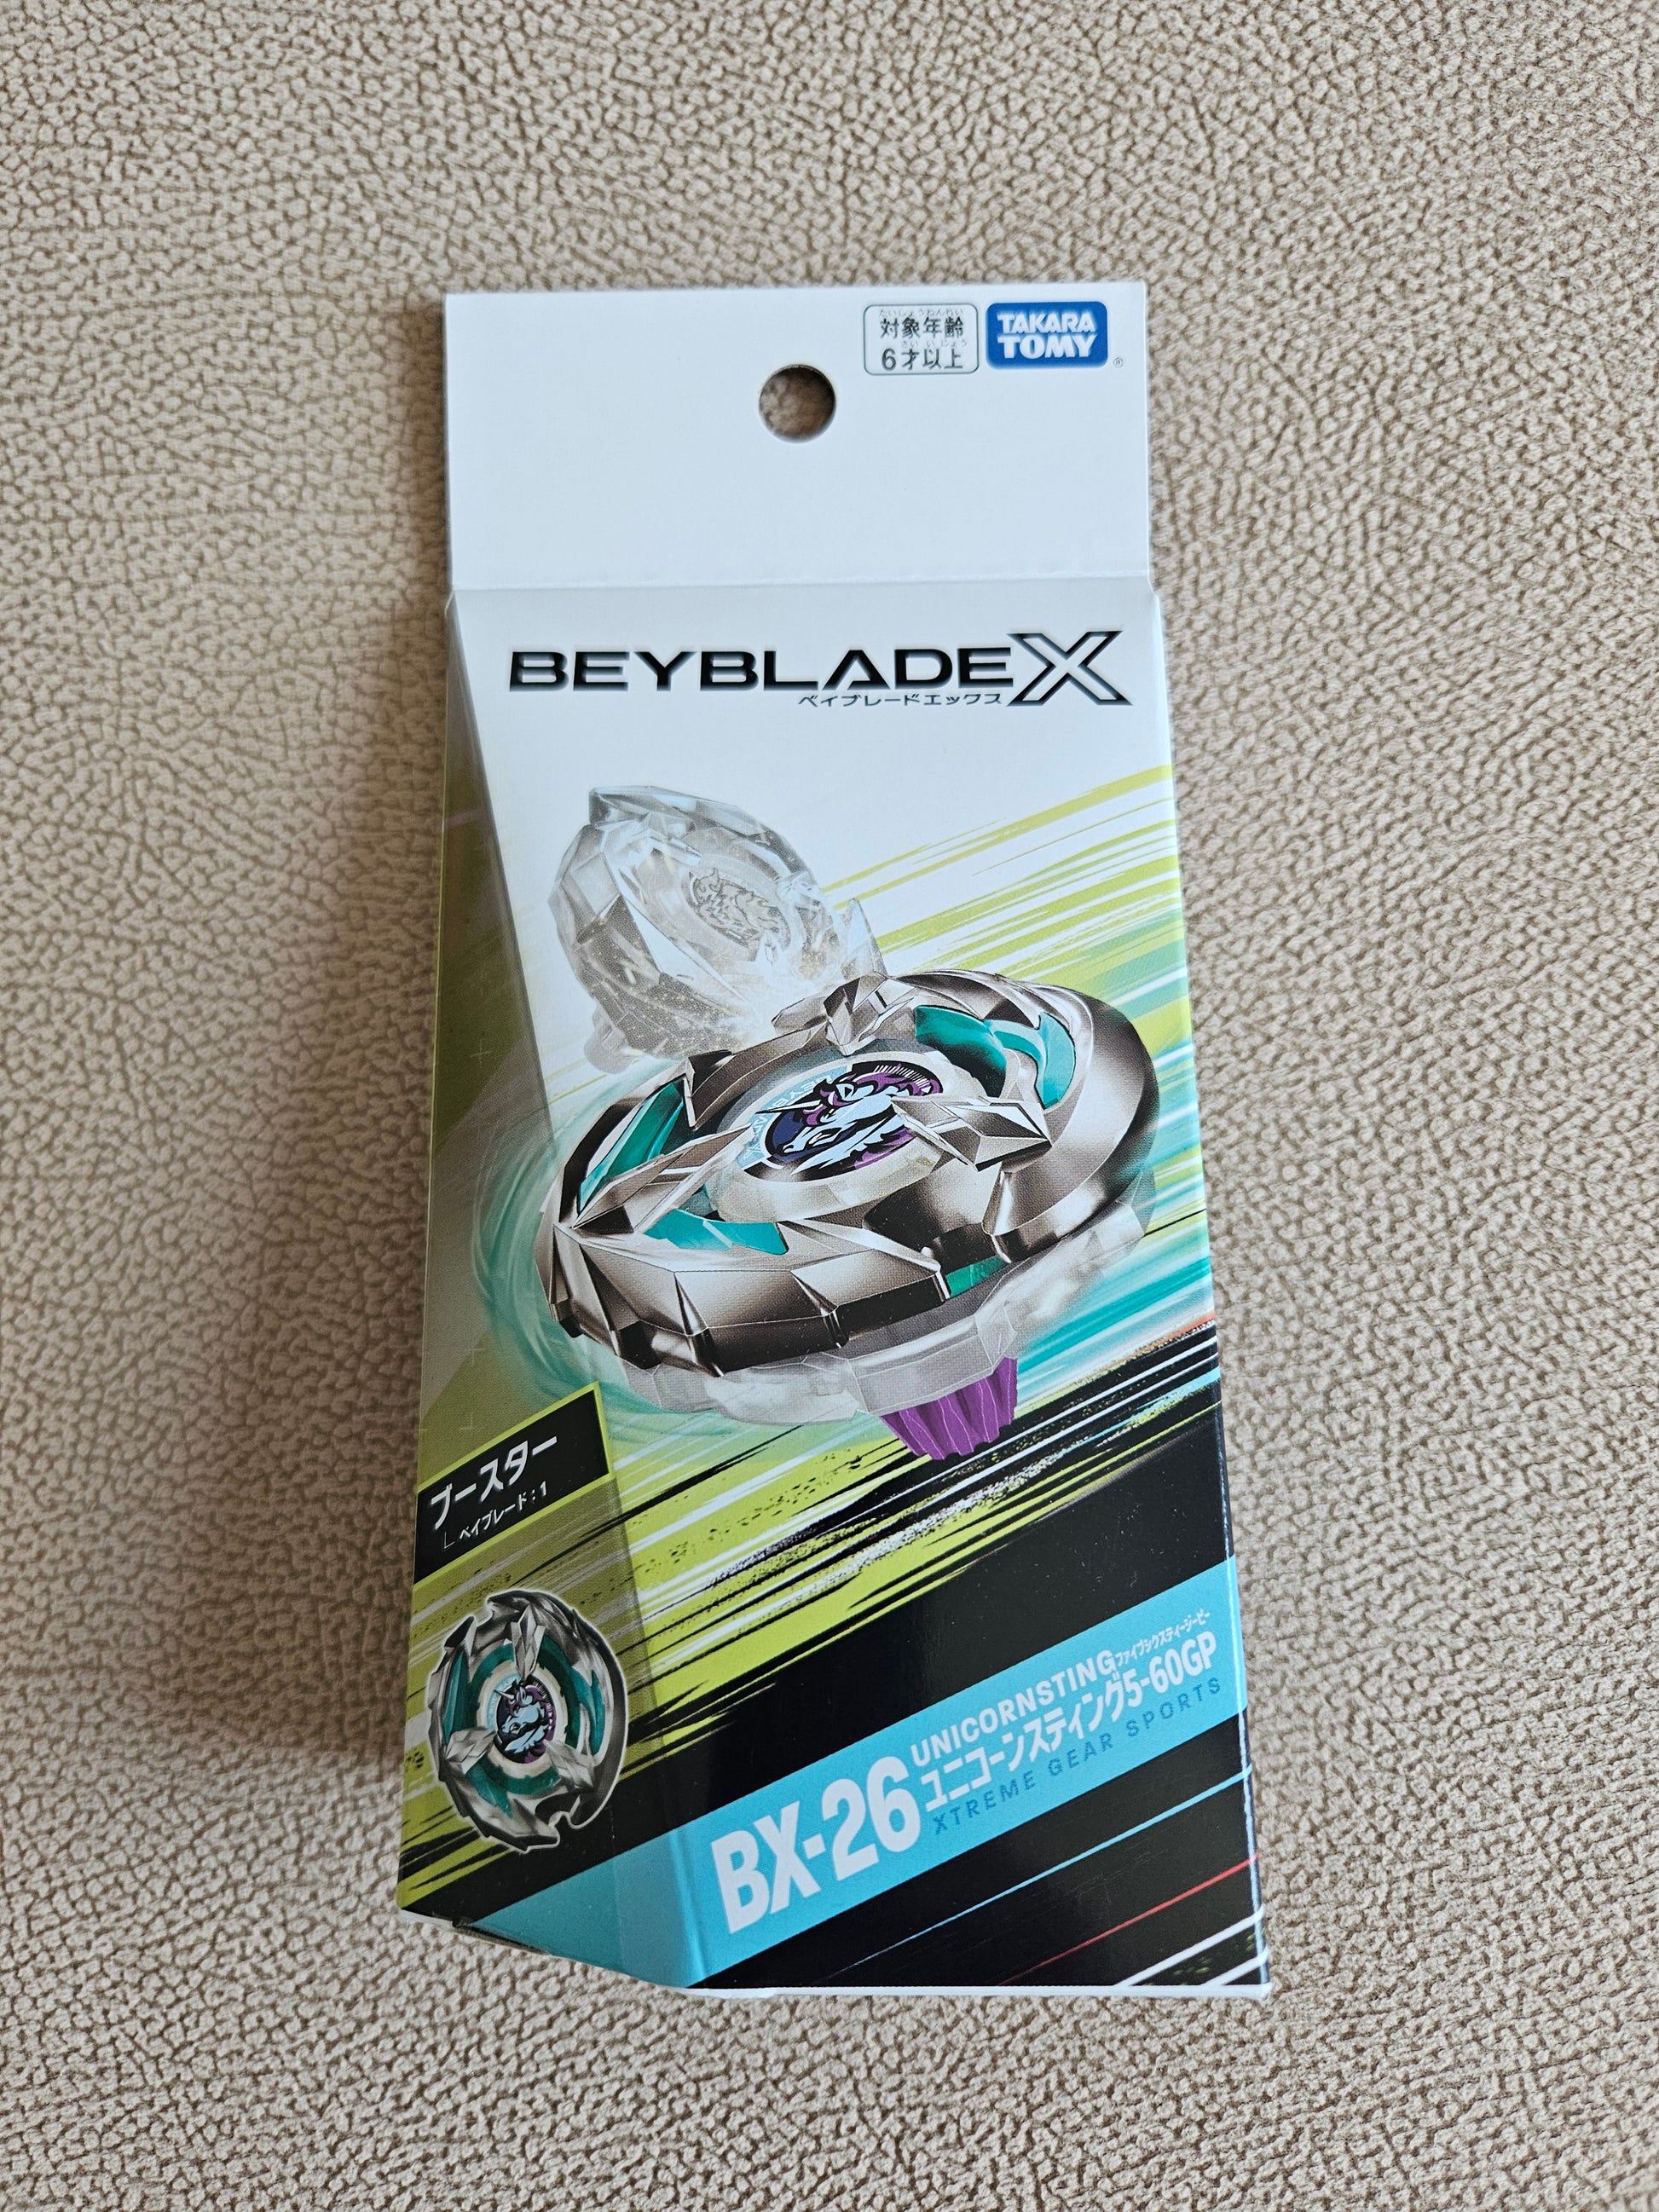 たいしょうねんれい
対象年齢
さいいじょう
6才以上
TAKARA
TOMY
®
BEYBLADE X
ベイブレードエックス
ブースター
ベイブレード:1
BX-26
UNICORNSTING
ファイブシックスティージーピー
ユニコーンスティング5-60GP
XTREME GEAR SPORTS